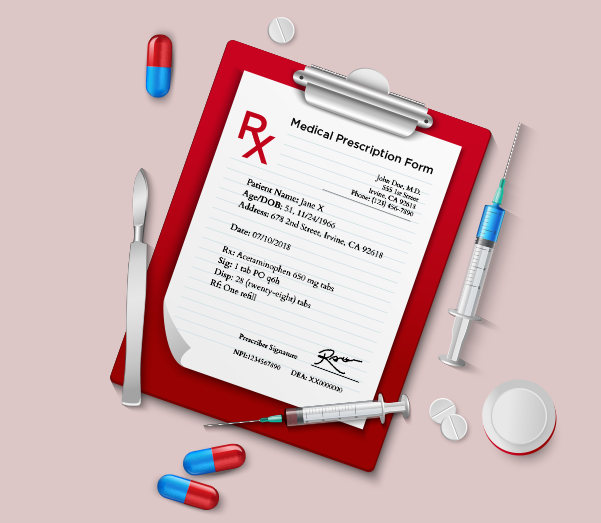 Rx
Medical Prescription Form
John Doe, M.D.
555 1st Street
Irvine, CA 92614
Phone: (123) 456-7890
Patient Name: Jane X
Age/DOB: 51, 11/24/1966
Address: 678 2nd Street, Irvine, CA 92618
Date: 07/10/2018
Rx: Acetaminophen 650 mg tabs
Sig: 1 tab PO q6h
Disp: 28 (twenty-eight) tabs
Rf: One refill
Prescriber Signature
NPI:1234567890 DEA: XX0000000